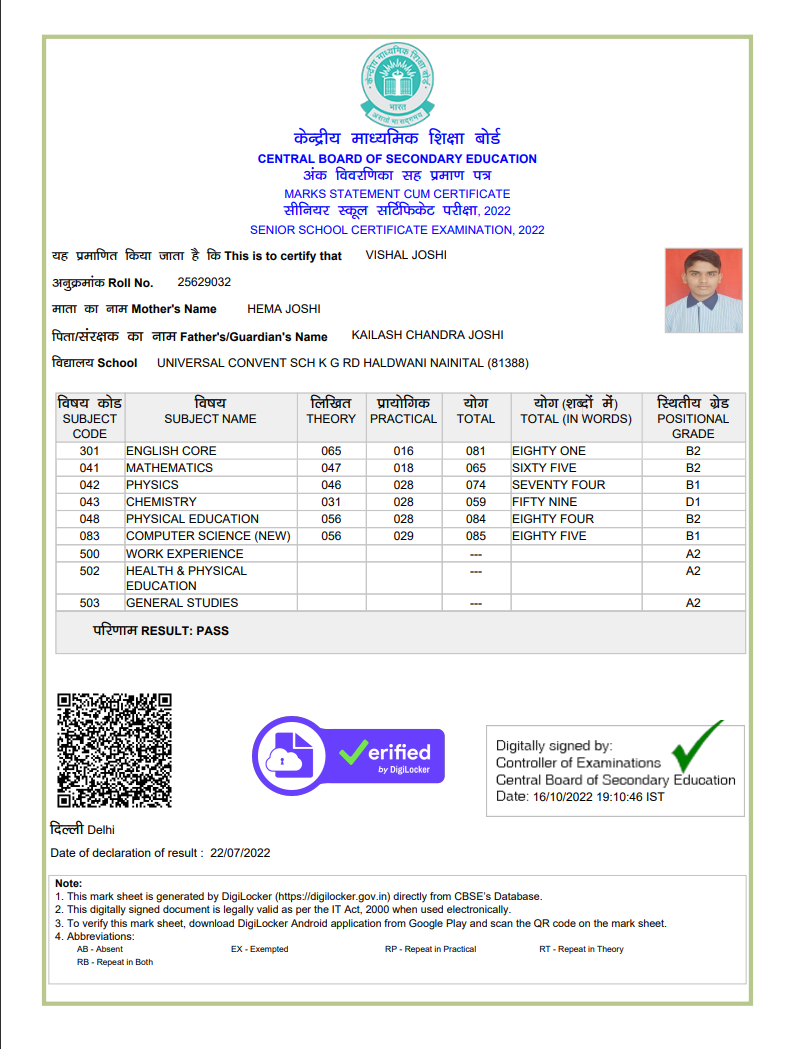 केन्द्रीय माध्यमिक शिक्षा बोर्ड
भारत
असतो मा सद्गमय
केन्द्रीय माध्यमिक शिक्षा बोर्ड
CENTRAL BOARD OF SECONDARY EDUCATION
अंक विवरणिका सह प्रमाण पत्र
MARKS STATEMENT CUM CERTIFICATE
सीनियर स्कूल सर्टिफिकेट परीक्षा, 2022
SENIOR SCHOOL CERTIFICATE EXAMINATION, 2022
यह प्रमाणित किया जाता है कि This is to certify that VISHAL JOSHI
अनुक्रमांक Roll No. 25629032
माता का नाम Mother's Name HEMA JOSHI
पिता/संरक्षक का नाम Father's/Guardian's Name KAILASH CHANDRA JOSHI
विद्यालय School UNIVERSAL CONVENT SCH K G RD HALDWANI NAINITAL (81388)
विषय कोड विषय लिखित प्रायोगिक योग योग (शब्दों में) स्थितीय ग्रेड
SUBJECT SUBJECT NAME THEORY PRACTICAL TOTAL TOTAL (IN WORDS) POSITIONAL
CODE GRADE
301 ENGLISH CORE 065 016 081 EIGHTY ONE B2
041 MATHEMATICS 047 018 065 SIXTY FIVE B2
042 PHYSICS 046 028 074 SEVENTY FOUR B1
043 CHEMISTRY 031 028 059 FIFTY NINE D1
048 PHYSICAL EDUCATION 056 028 084 EIGHTY FOUR B2
083 COMPUTER SCIENCE (NEW) 056 029 085 EIGHTY FIVE B1
500 WORK EXPERIENCE --- A2
502 HEALTH & PHYSICAL --- A2
EDUCATION
503 GENERAL STUDIES --- A2
परिणाम RESULT: PASS
erified
by DigiLocker
Digitally signed by:
Controller of Examinations
Central Board of Secondary Education
Date: 16/10/2022 19:10:46 IST
दिल्ली Delhi
Date of declaration of result : 22/07/2022
Note:
1. This mark sheet is generated by DigiLocker (https://digilocker.gov.in) directly from CBSE's Database.
2. This digitally signed document is legally valid as per the IT Act, 2000 when used electronically.
3. To verify this mark sheet, download DigiLocker Android application from Google Play and scan the QR code on the mark sheet.
4. Abbreviations:
AB - Absent EX - Exempted RP - Repeat in Practical RT - Repeat in Theory
RB - Repeat in Both